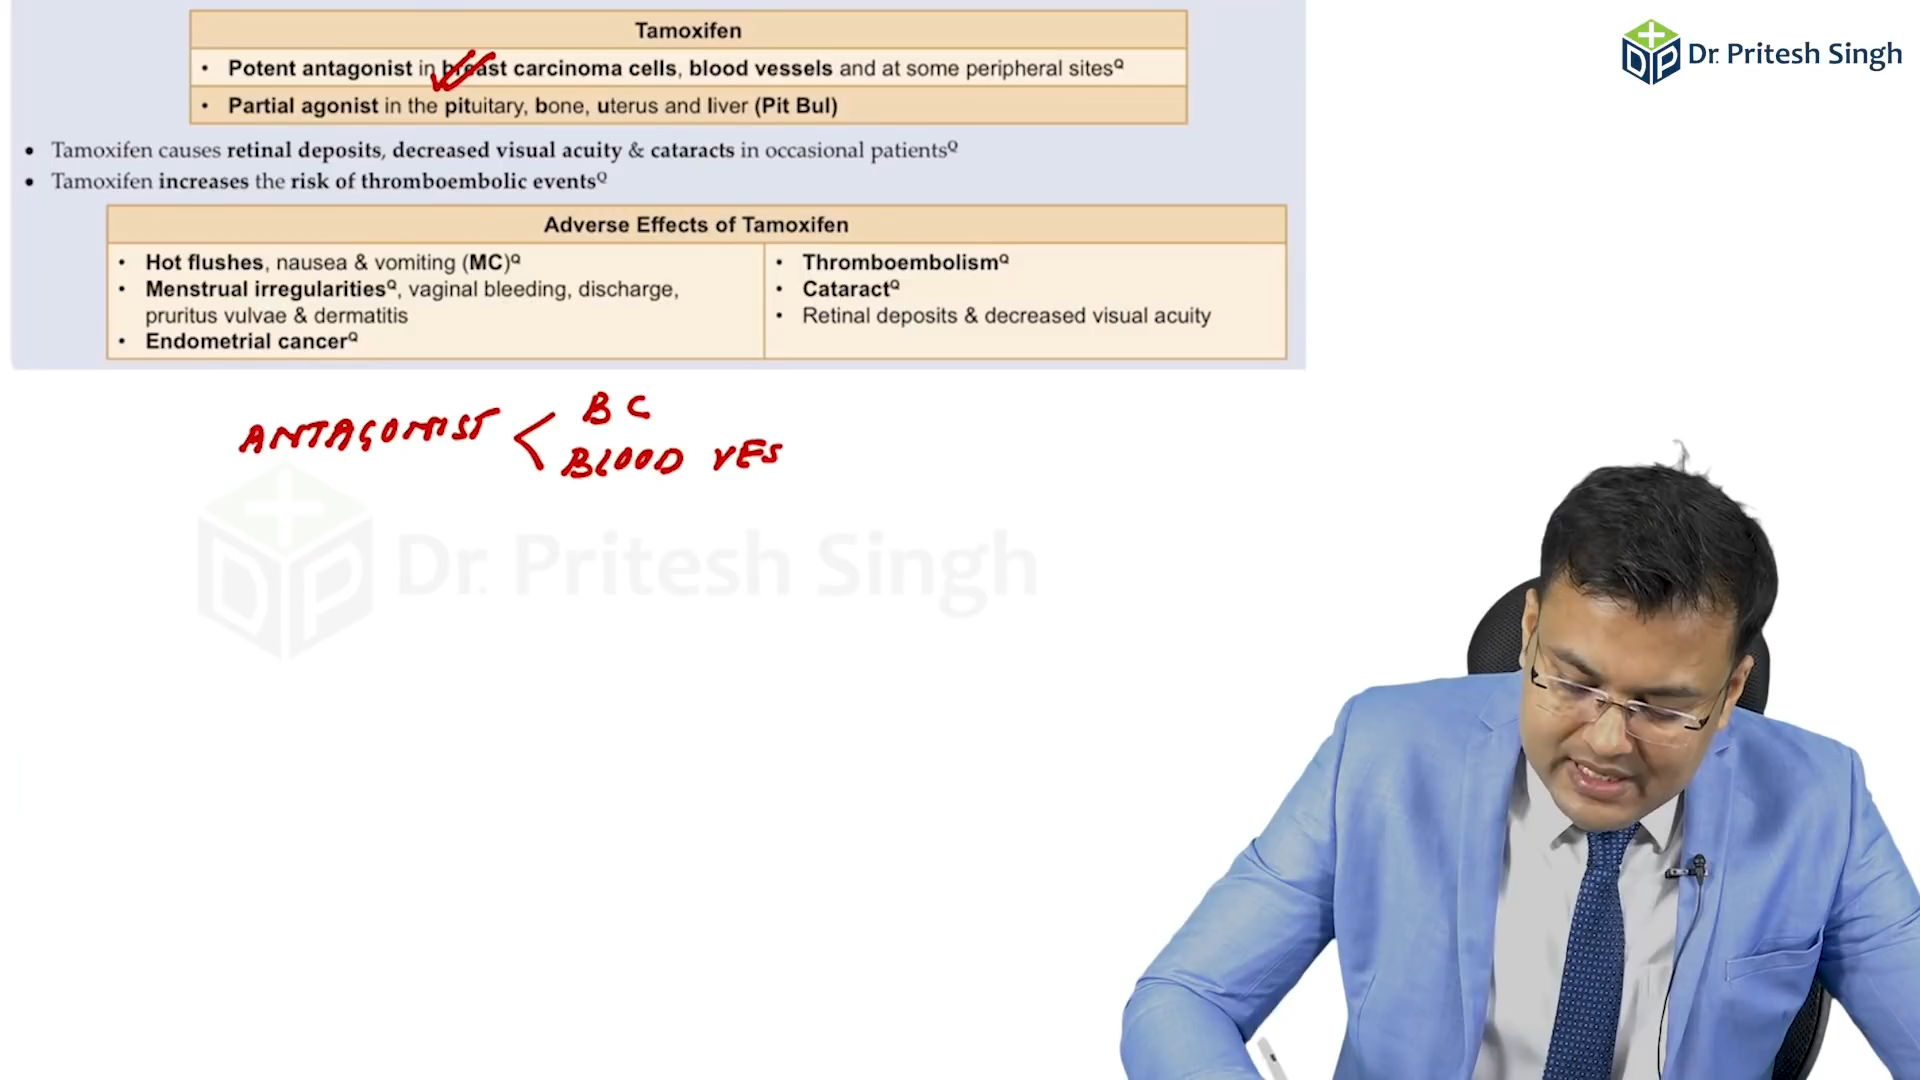 Tamoxifen
• Potent antagonist in breast carcinoma cells, blood vessels and at some peripheral sitesQ
• Partial agonist in the pituitary, bone, uterus and liver (Pit Bul)
• Tamoxifen causes retinal deposits, decreased visual acuity & cataracts in occasional patientsQ
• Tamoxifen increases the risk of thromboembolic eventsQ
Adverse Effects of Tamoxifen
• Hot flushes, nausea & vomiting (MC)Q
• Menstrual irregularitiesQ, vaginal bleeding, discharge,
pruritus vulvae & dermatitis
• Endometrial cancerQ
• ThromboembolismQ
• CataractQ
• Retinal deposits & decreased visual acuity
ANTAGONIST < BC
BLOOD VES
DP Dr. Pritesh Singh
DP Dr. Pritesh Singh